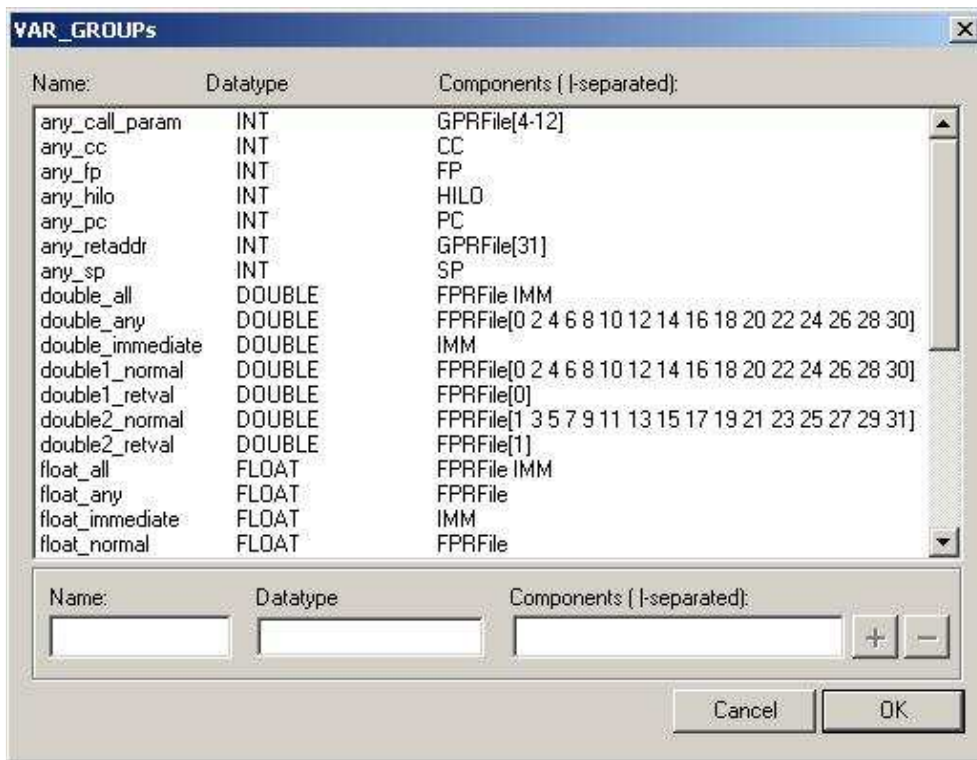 VAR_GROUPs
Name: Datatype Components ( |-separated):
any_call_param INT GPRFile[4-12]
any_cc INT CC
any_fp INT FP
any_hilo INT HILO
any_pc INT PC
any_retaddr INT GPRFile[31]
any_sp INT SP
double_all DOUBLE FPRFile IMM
double_any DOUBLE FPRFile[0 2 4 6 8 10 12 14 16 18 20 22 24 26 28 30]
double_immediate DOUBLE IMM
double1_normal DOUBLE FPRFile[0 2 4 6 8 10 12 14 16 18 20 22 24 26 28 30]
double1_retval DOUBLE FPRFile[0]
double2_normal DOUBLE FPRFile[1 3 5 7 9 11 13 15 17 19 21 23 25 27 29 31]
double2_retval DOUBLE FPRFile[1]
float_all FLOAT FPRFile IMM
float_any FLOAT FPRFile
float_immediate FLOAT IMM
float_normal FLOAT FPRFile
Name: Datatype Components ( |-separated):
+ −
Cancel OK